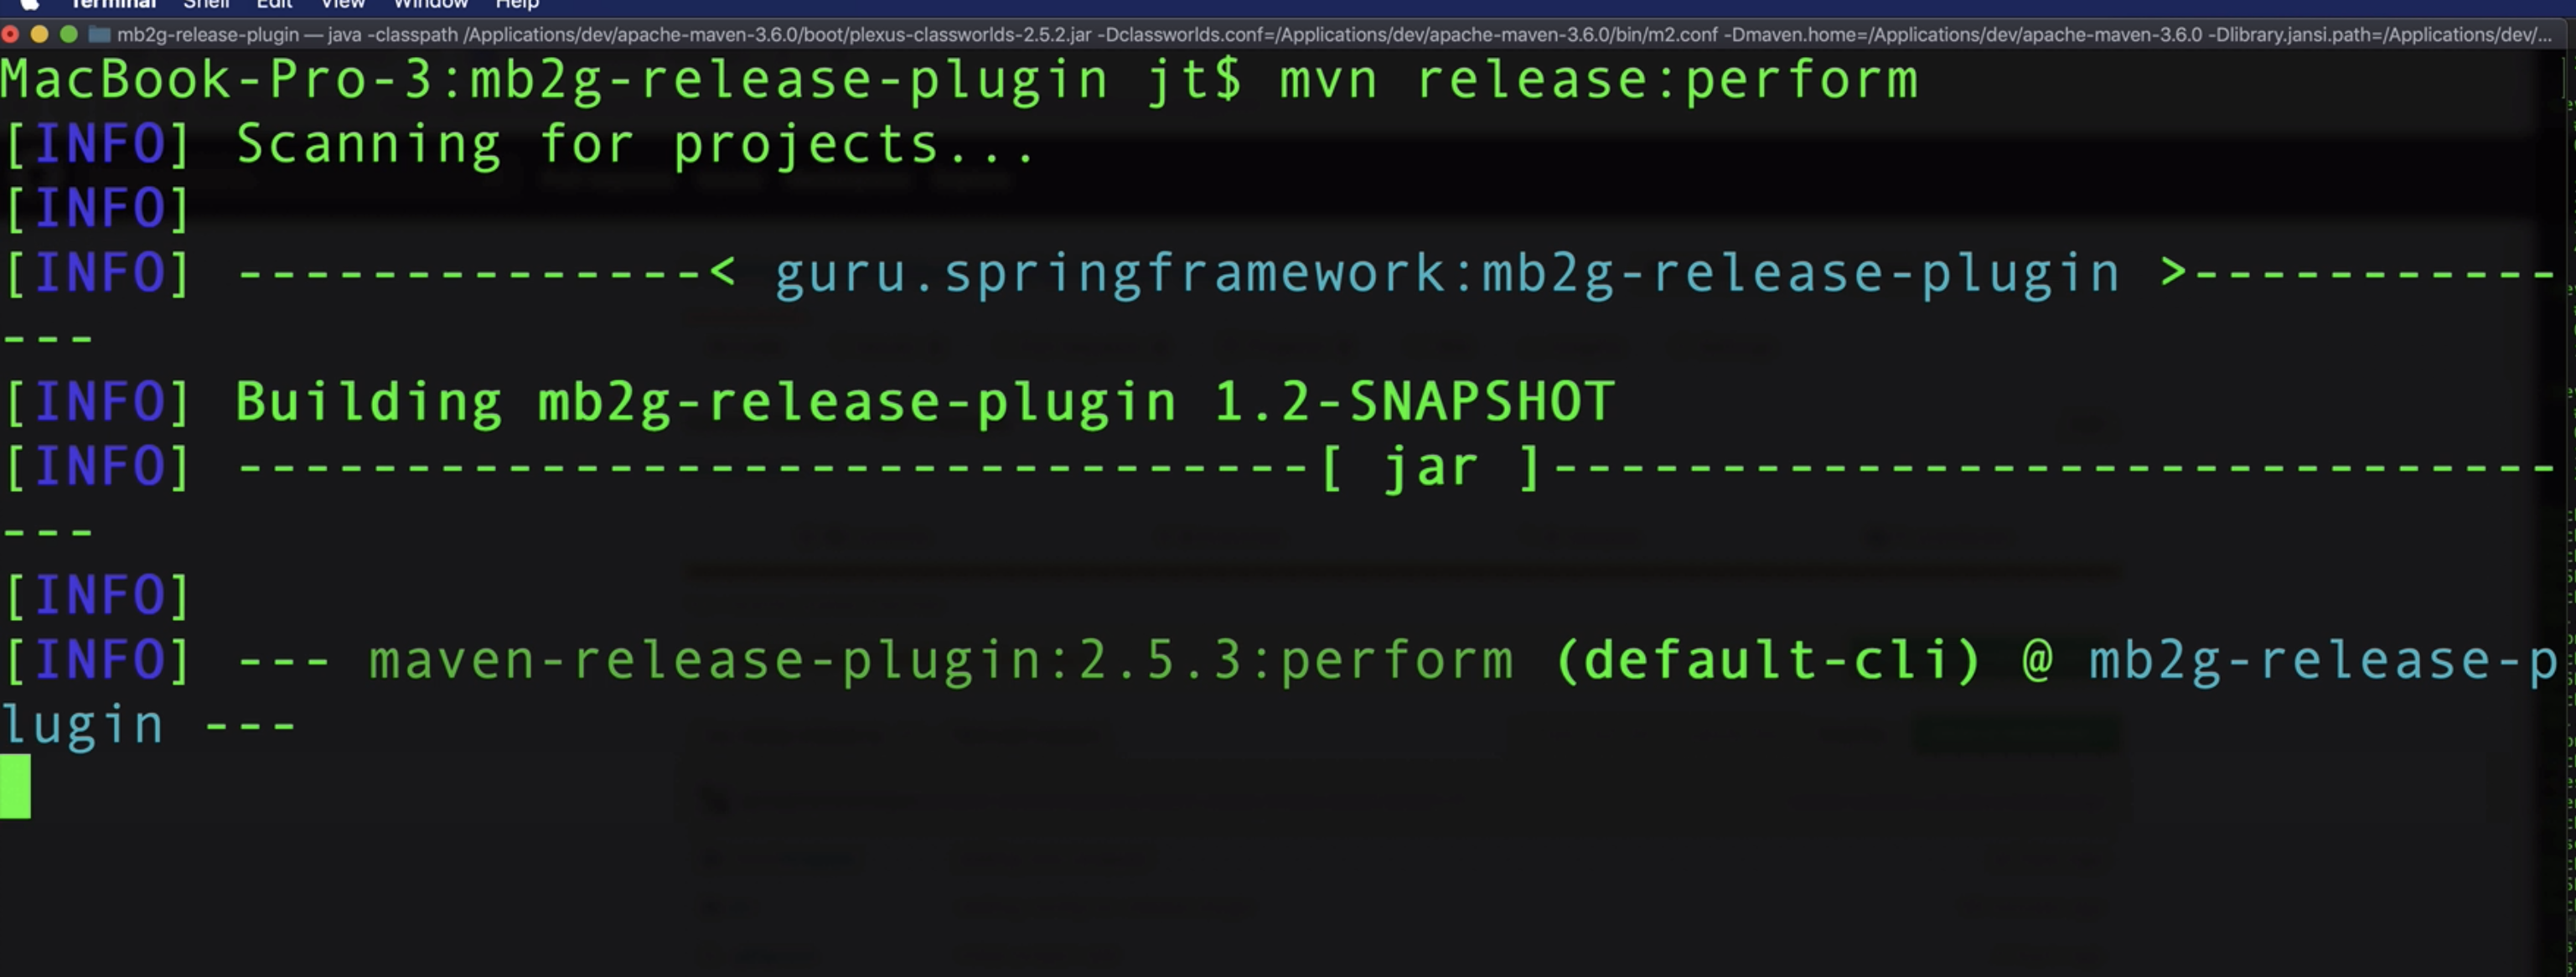 Terminal Shell Edit View Window Help
mb2g-release-plugin — java -classpath /Applications/dev/apache-maven-3.6.0/boot/plexus-classworlds-2.5.2.jar -Dclassworlds.conf=/Applications/dev/apache-maven-3.6.0/bin/m2.conf -Dmaven.home=/Applications/dev/apache-maven-3.6.0 -Dlibrary.jansi.path=/Applications/dev/...
MacBook-Pro-3:mb2g-release-plugin jt$ mvn release:perform
[INFO] Scanning for projects...
[INFO]
[INFO] --------------< guru.springframework:mb2g-release-plugin >-----------
---
[INFO] Building mb2g-release-plugin 1.2-SNAPSHOT
[INFO] --------------------------------[ jar ]------------------------------
---
[INFO]
[INFO] --- maven-release-plugin:2.5.3:perform (default-cli) @ mb2g-release-p
lugin ---